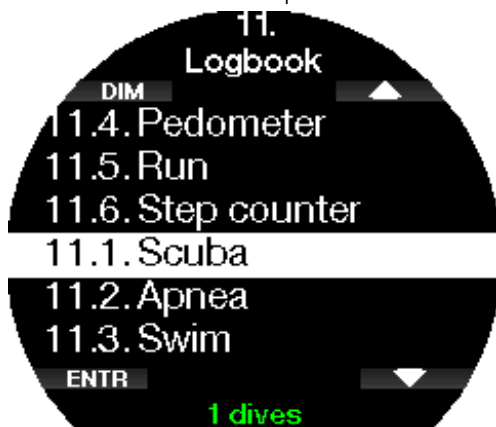 11.
Logbook
DIM
11.4. Pedometer
11.5. Run
11.6. Step counter
11.1. Scuba
11.2. Apnea
11.3. Swim
ENTR
1 dives